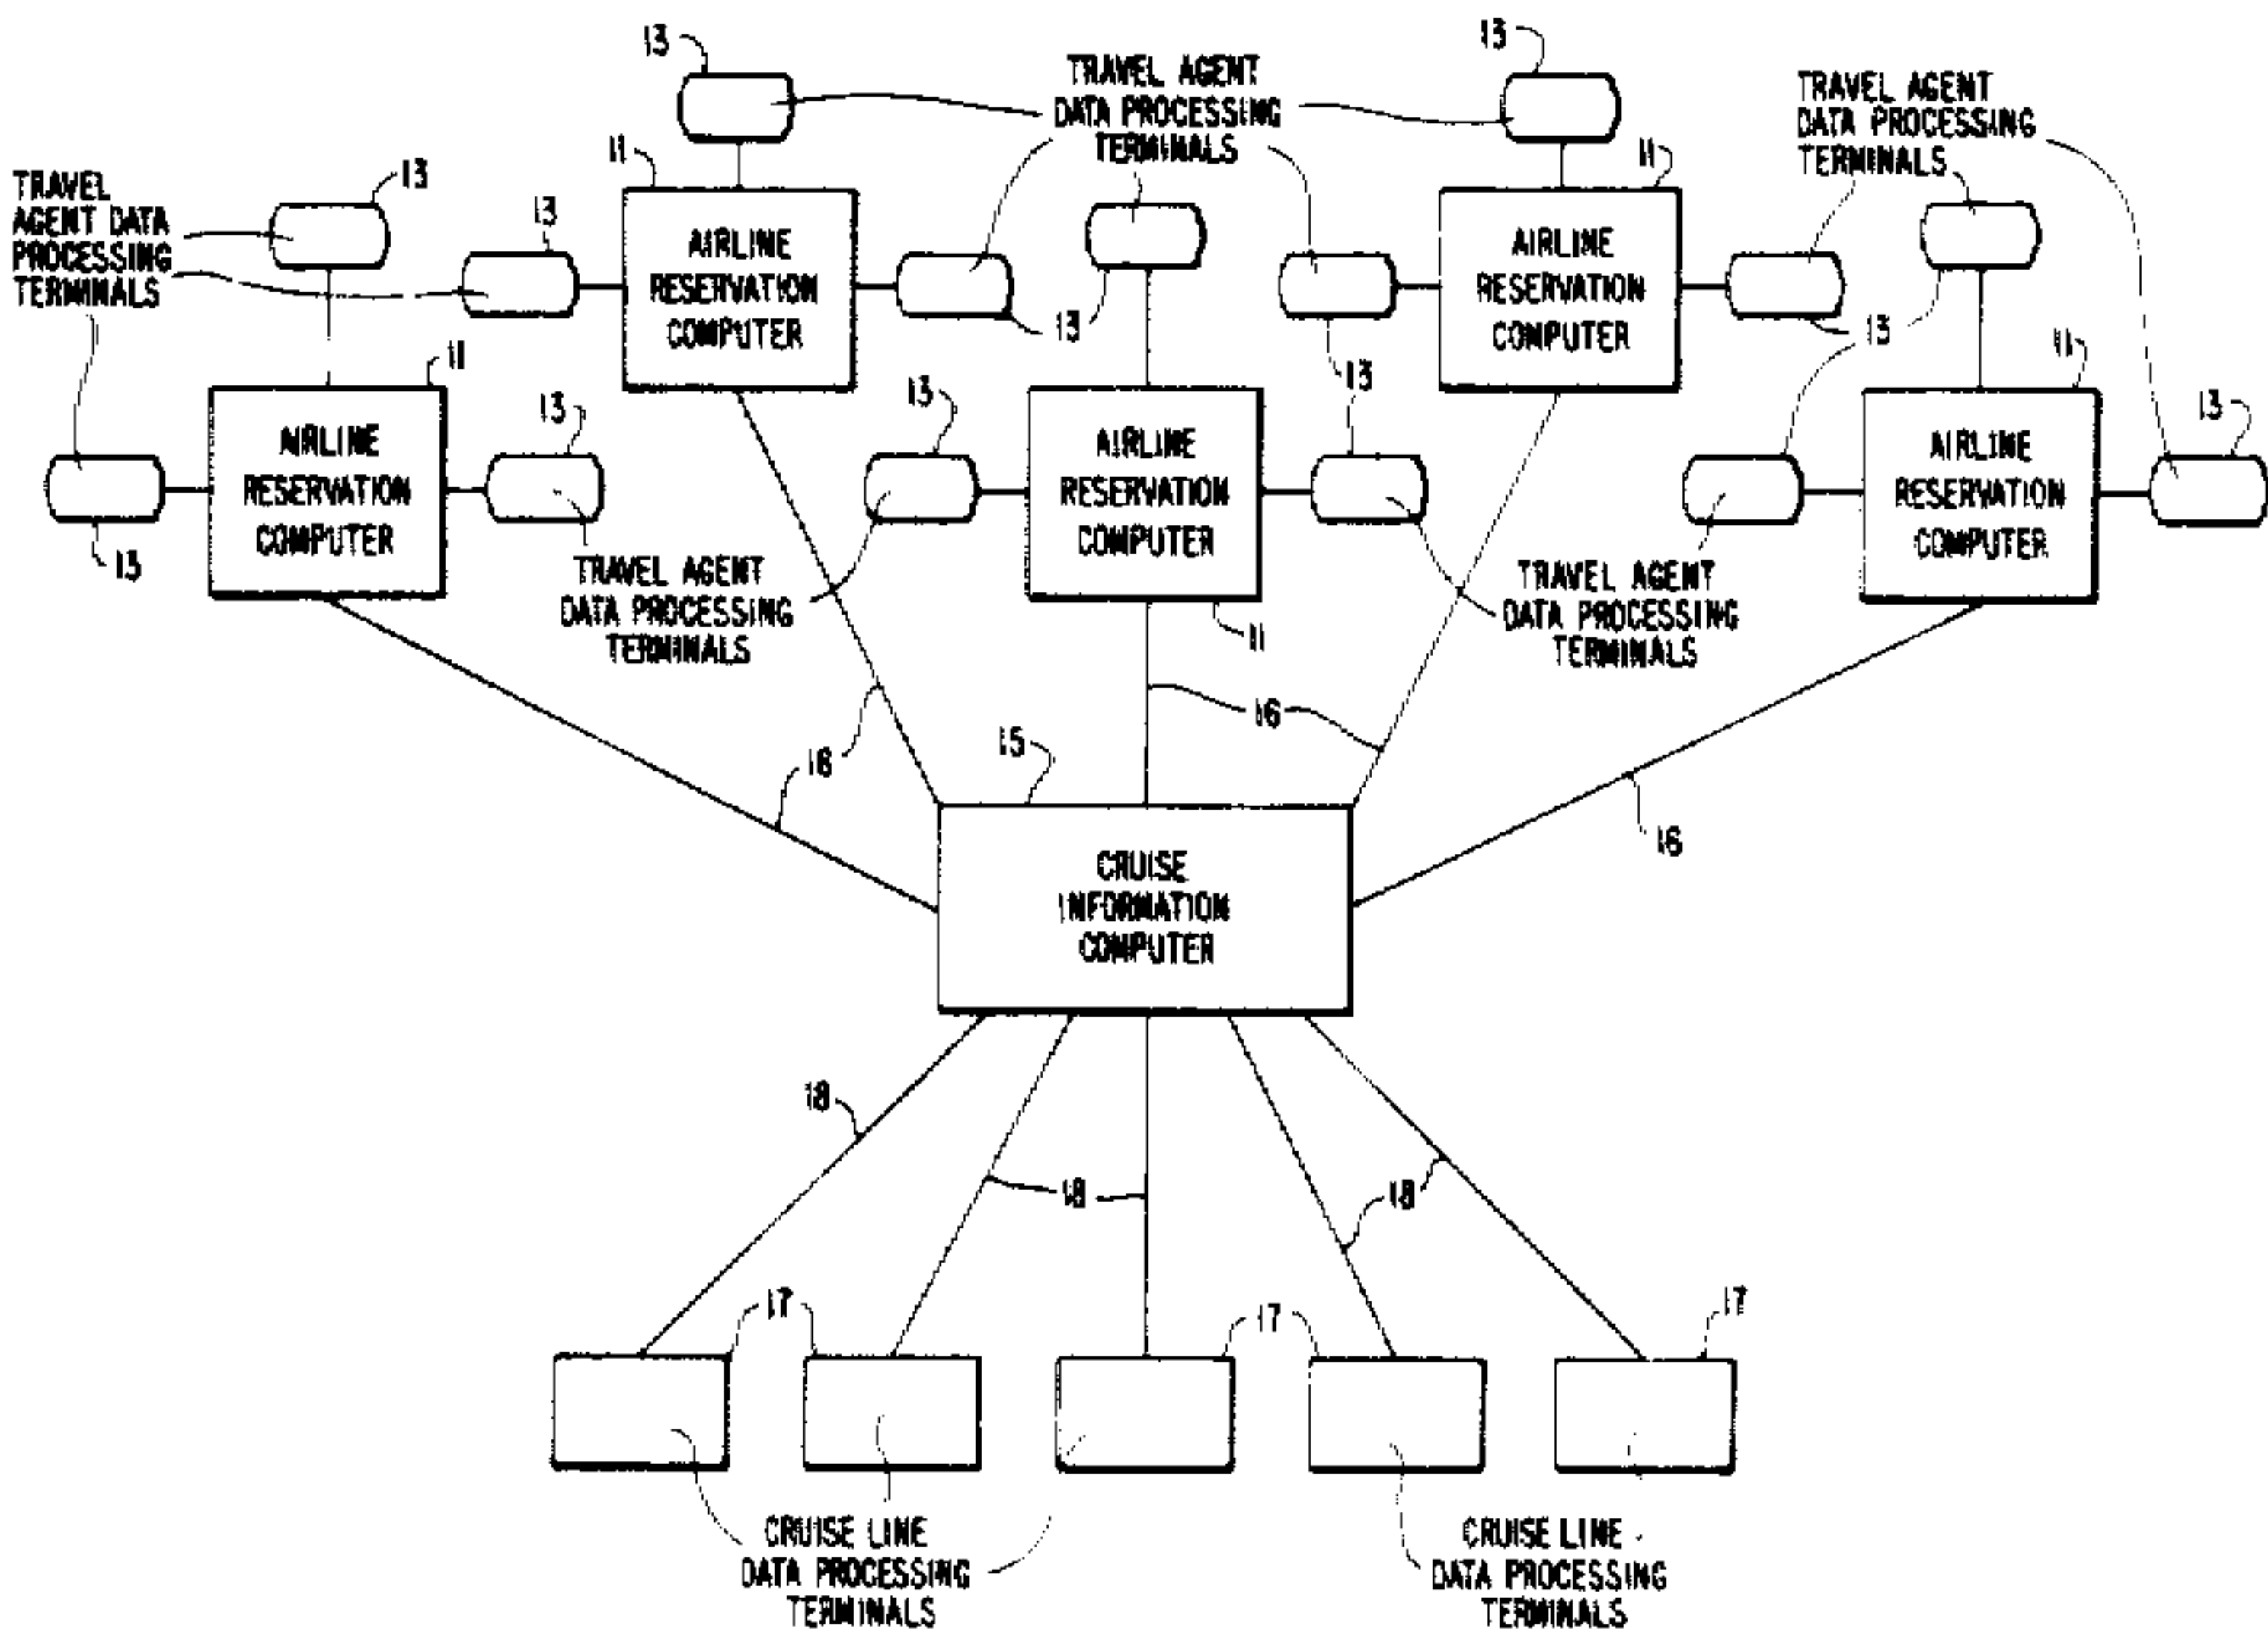 13
13
TRAVEL AGENT
DATA PROCESSING
TERMINALS
TRAVEL AGENT
DATA PROCESSING
TERMINALS
11
11
TRAVEL
AGENT DATA
PROCESSING
TERMINALS
13
13
AIRLINE
RESERVATION
COMPUTER
AIRLINE
RESERVATION
COMPUTER
13
13
11
13
13
13
11
13
AIRLINE
RESERVATION
COMPUTER
AIRLINE
RESERVATION
COMPUTER
AIRLINE
RESERVATION
COMPUTER
13
TRAVEL AGENT
DATA PROCESSING
TERMINALS
11
TRAVEL AGENT
DATA PROCESSING
TERMINALS
16
16
15
16
CRUISE
INFORMATION
COMPUTER
18
18
18
17
17
17
CRUISE LINE
DATA PROCESSING
TERMINALS
CRUISE LINE
DATA PROCESSING
TERMINALS